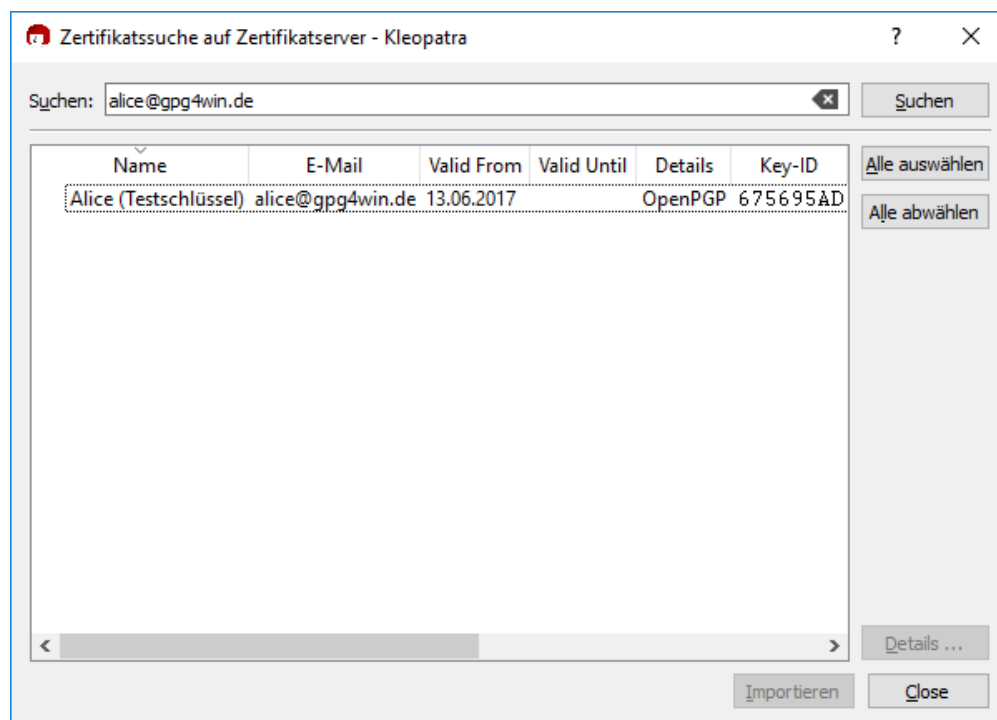 Zertifikatssuche auf Zertifikatserver - Kleopatra ?
Suchen: alice@gpg4win.de Suchen
Name E-Mail Valid From Valid Until Details Key-ID
Alle auswählen
Alice (Testschlüssel) alice@gpg4win.de 13.06.2017 OpenPGP 675695AD
Alle abwählen
Details ...
Importieren Close